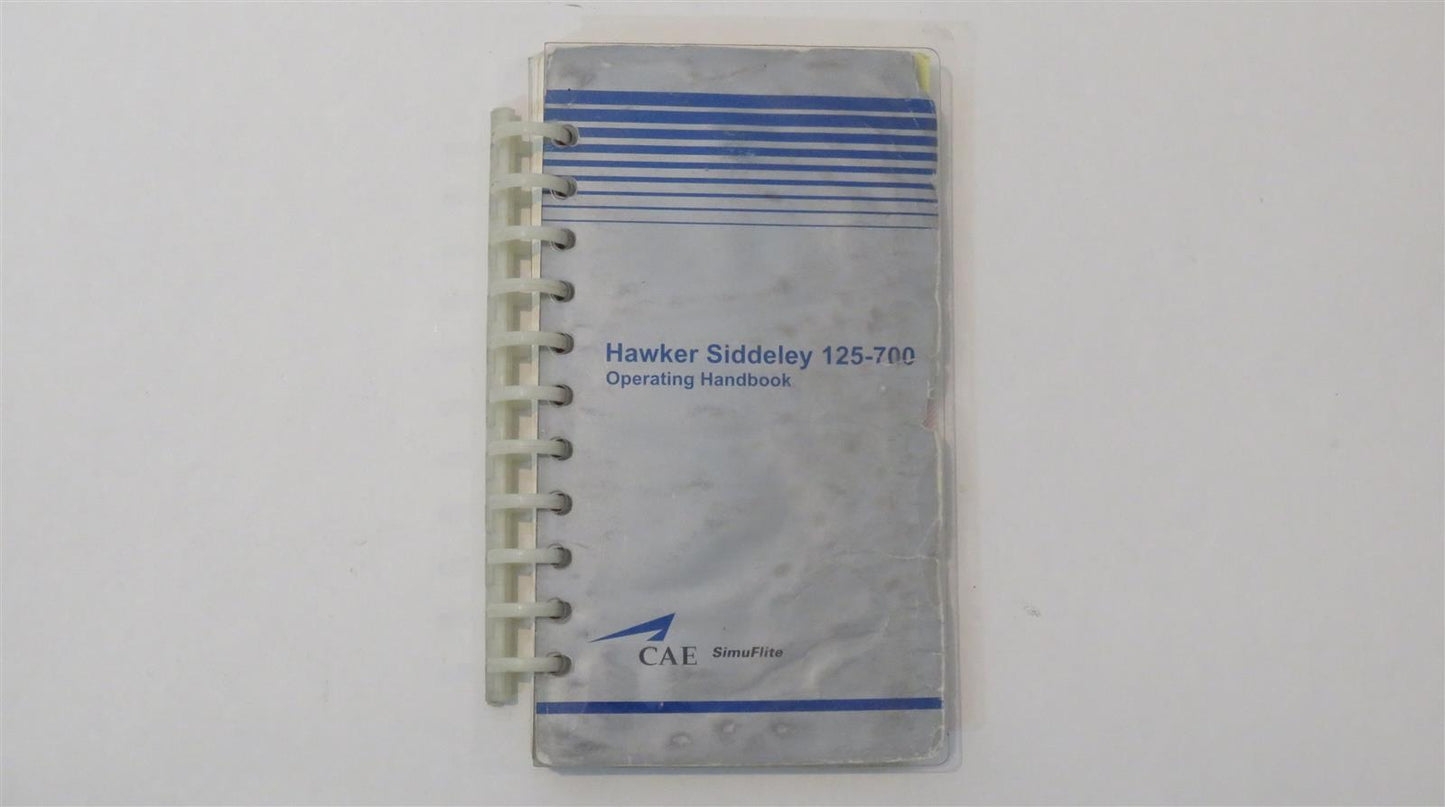 Hawker Siddeley 125-700
Operating Handbook
CAE SimuFlite